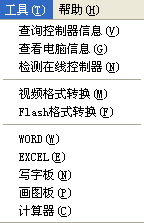 工具(T) 帮助(H)
查询控制器信息(V)
查看电脑信息(G)
检测在线控制器(N)
视频格式转换(M)
Flash格式转换(F)
WORD(W)
EXCEL(E)
写字板(N)
画图板(P)
计算器(C)